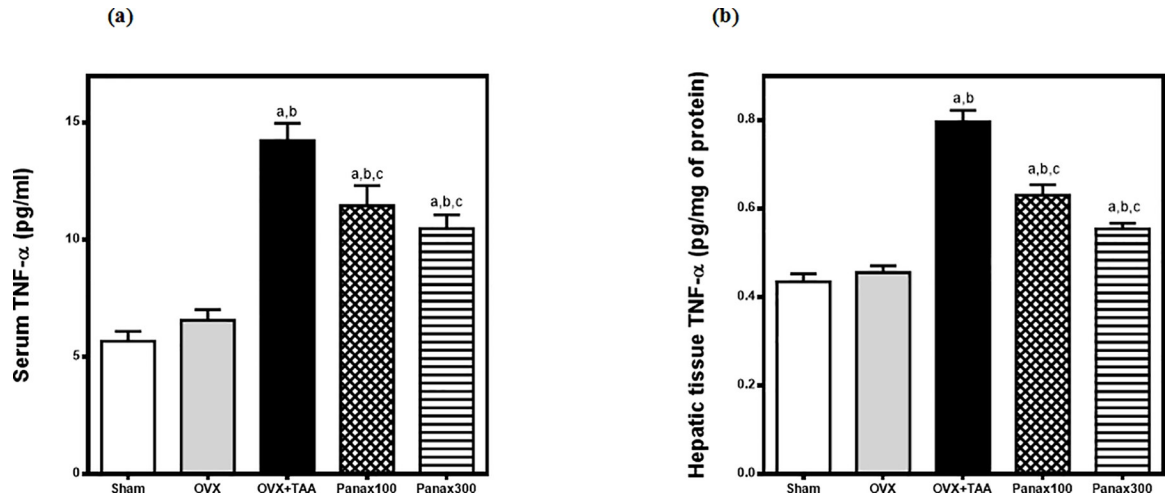 (a)
Serum TNF-α (pg/ml)
15
10
5
0
a,b
a,b,c
a,b,c
Sham OVX OVX+TAA Panax100 Panax300
(b)
Hepatic tissue TNF-α (pg/mg of protein)
0.8
0.6
0.4
0.2
0.0
a,b
a,b,c
a,b,c
Sham OVX OVX+TAA Panax100 Panax300